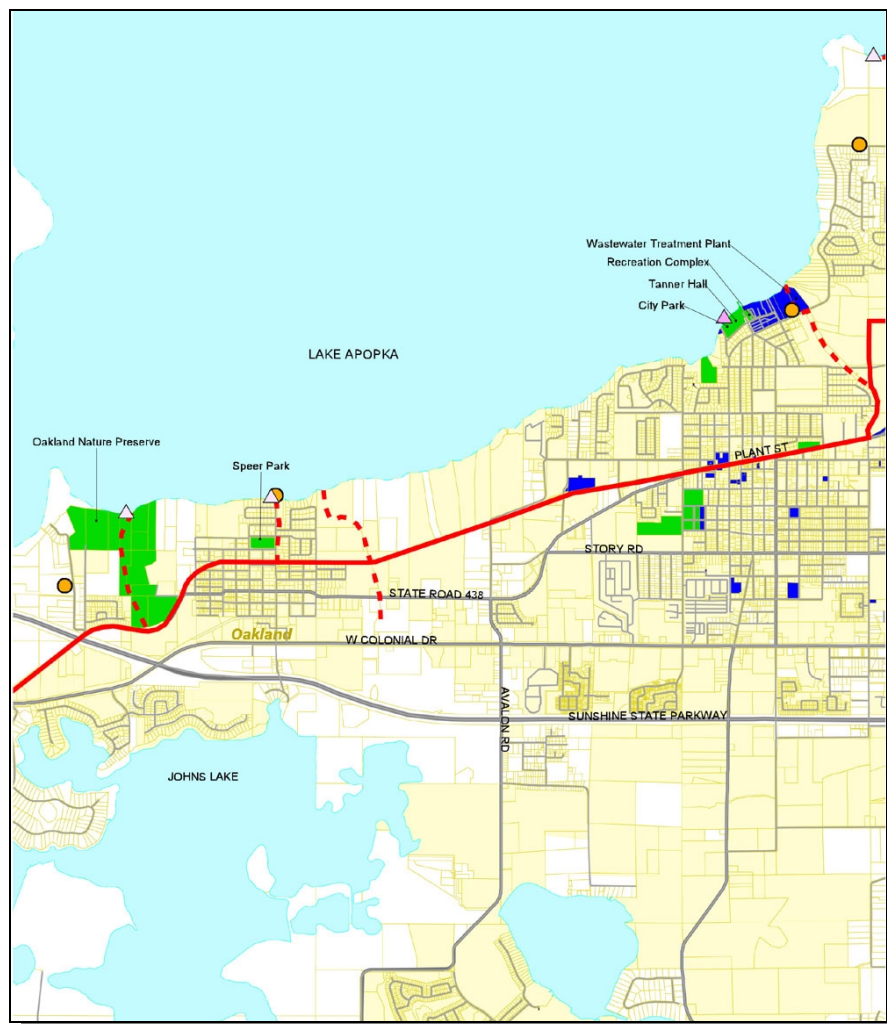 Wastewater Treatment Plant
Recreation Complex
Tanner Hall
City Park
LAKE APOPKA
Oakland Nature Preserve
Speer Park
PLANT ST
STORY RD
STATE ROAD 438
Oakland
W COLONIAL DR
AVALON RD
SUNSHINE STATE PARKWAY
JOHNS LAKE